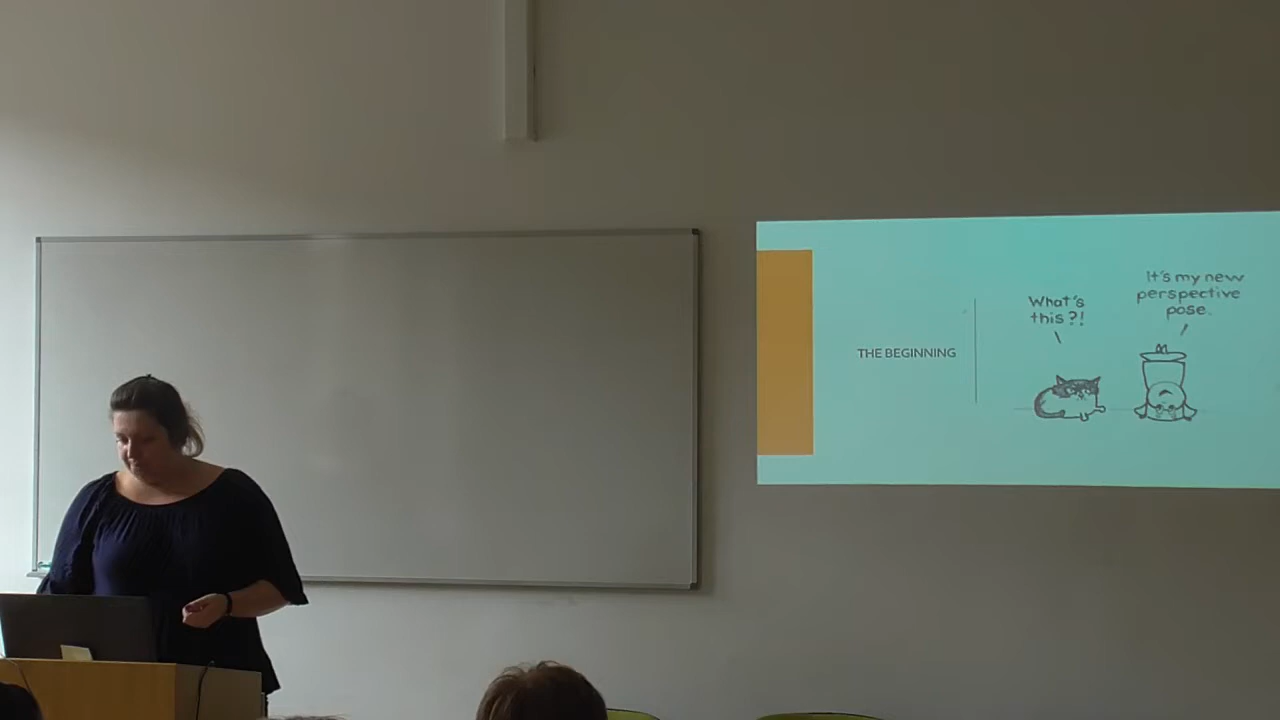 THE BEGINNING
What's
this?!
It's my new
perspective
pose.